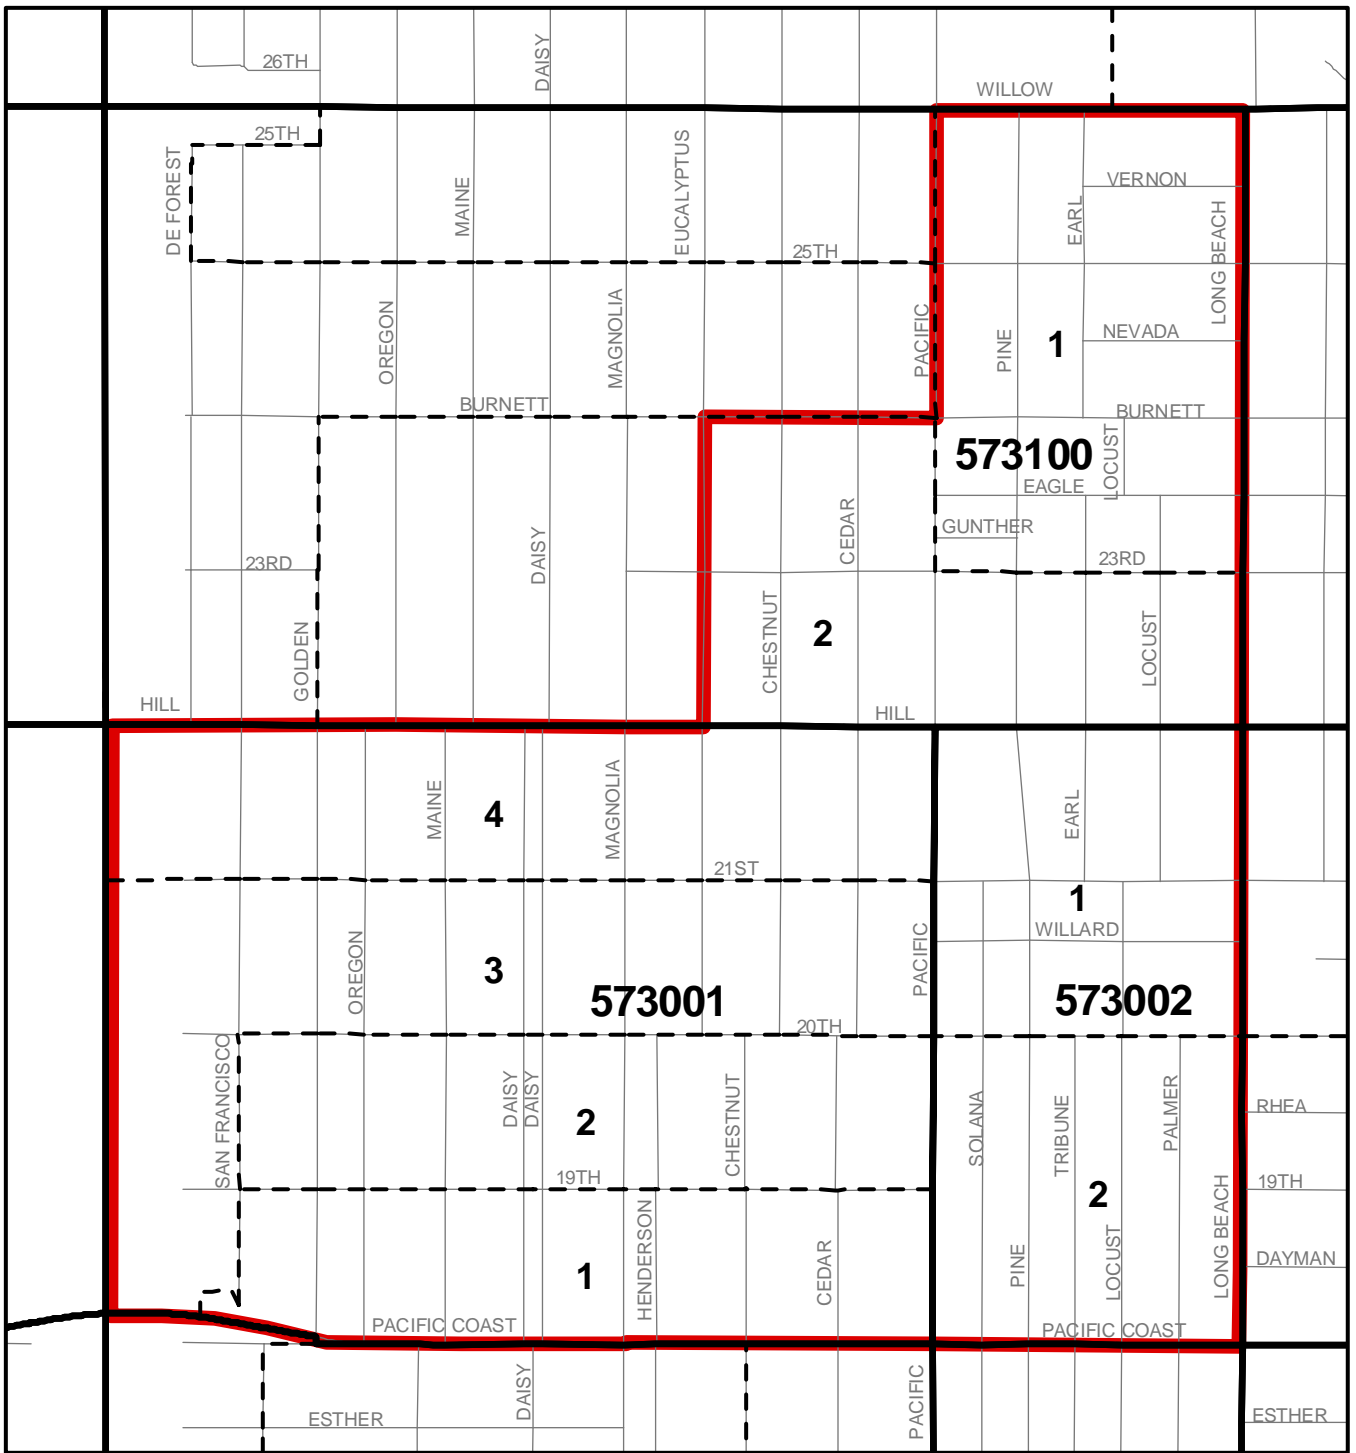 26TH
DAISY
WILLOW
25TH
DE FOREST
MAINE
EUCALYPTUS
VERNON
EARL
LONG BEACH
25TH
OREGON
MAGNOLIA
PACIFIC
PINE
1
NEVADA
BURNETT
BURNETT
573100
LOCUST
EAGLE
CEDAR
GUNTHER
DAISY
23RD
23RD
CHESTNUT
2
LOCUST
GOLDEN
HILL
HILL
MAINE
4
MAGNOLIA
EARL
21ST
1
WILLARD
OREGON
3
PACIFIC
573001
573002
20TH
SAN FRANCISCO
DAISY
DAISY
2
CHESTNUT
SOLANA
TRIBUNE
PALMER
RHEA
19TH
2
19TH
HENDERSON
1
CEDAR
PINE
LOCUST
LONG BEACH
DAYMAN
PACIFIC COAST
PACIFIC COAST
DAISY
PACIFIC
ESTHER
ESTHER